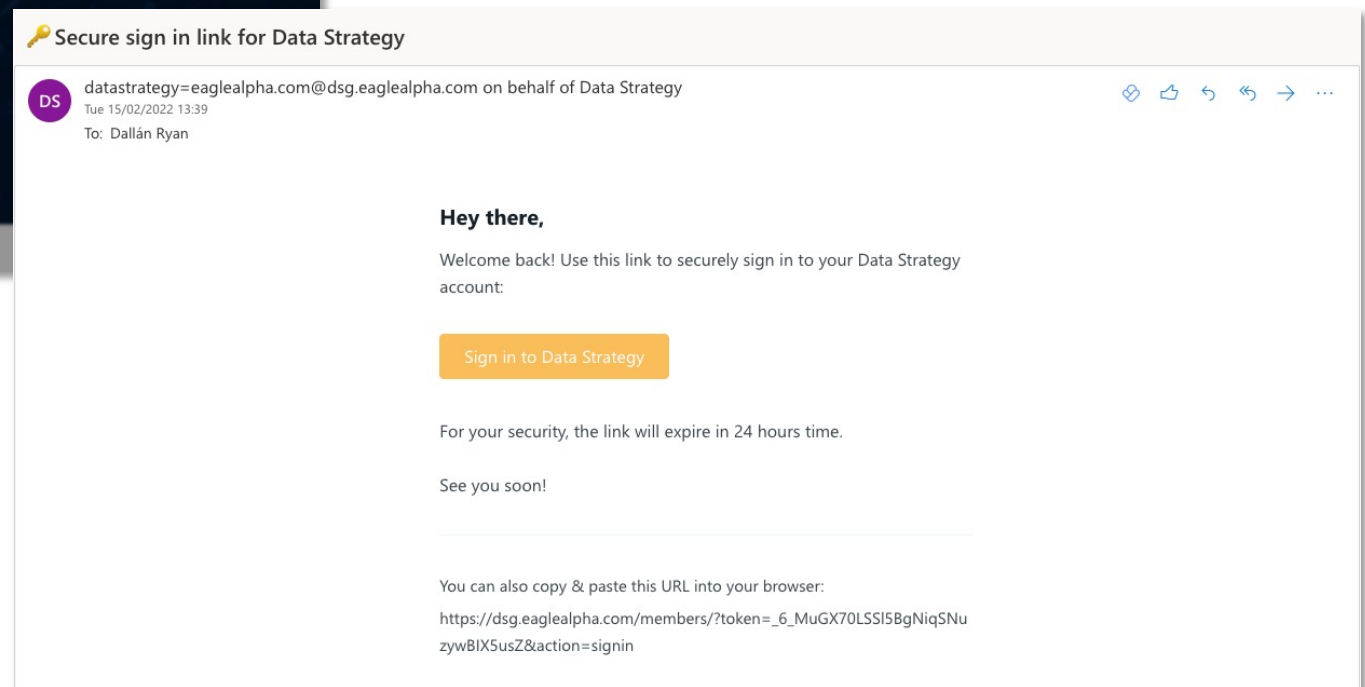 🔑 Secure sign in link for Data Strategy
DS
datastrategy=eaglealpha.com@dsg.eaglealpha.com on behalf of Data Strategy
Tue 15/02/2022 13:39
To: Dallán Ryan
Hey there,
Welcome back! Use this link to securely sign in to your Data Strategy
account:
Sign in to Data Strategy
For your security, the link will expire in 24 hours time.
See you soon!
You can also copy & paste this URL into your browser:
https://dsg.eaglealpha.com/members/?token=_6_MuGX70LSSl5BgNiqSNu
zywBIX5usZ&action=signin